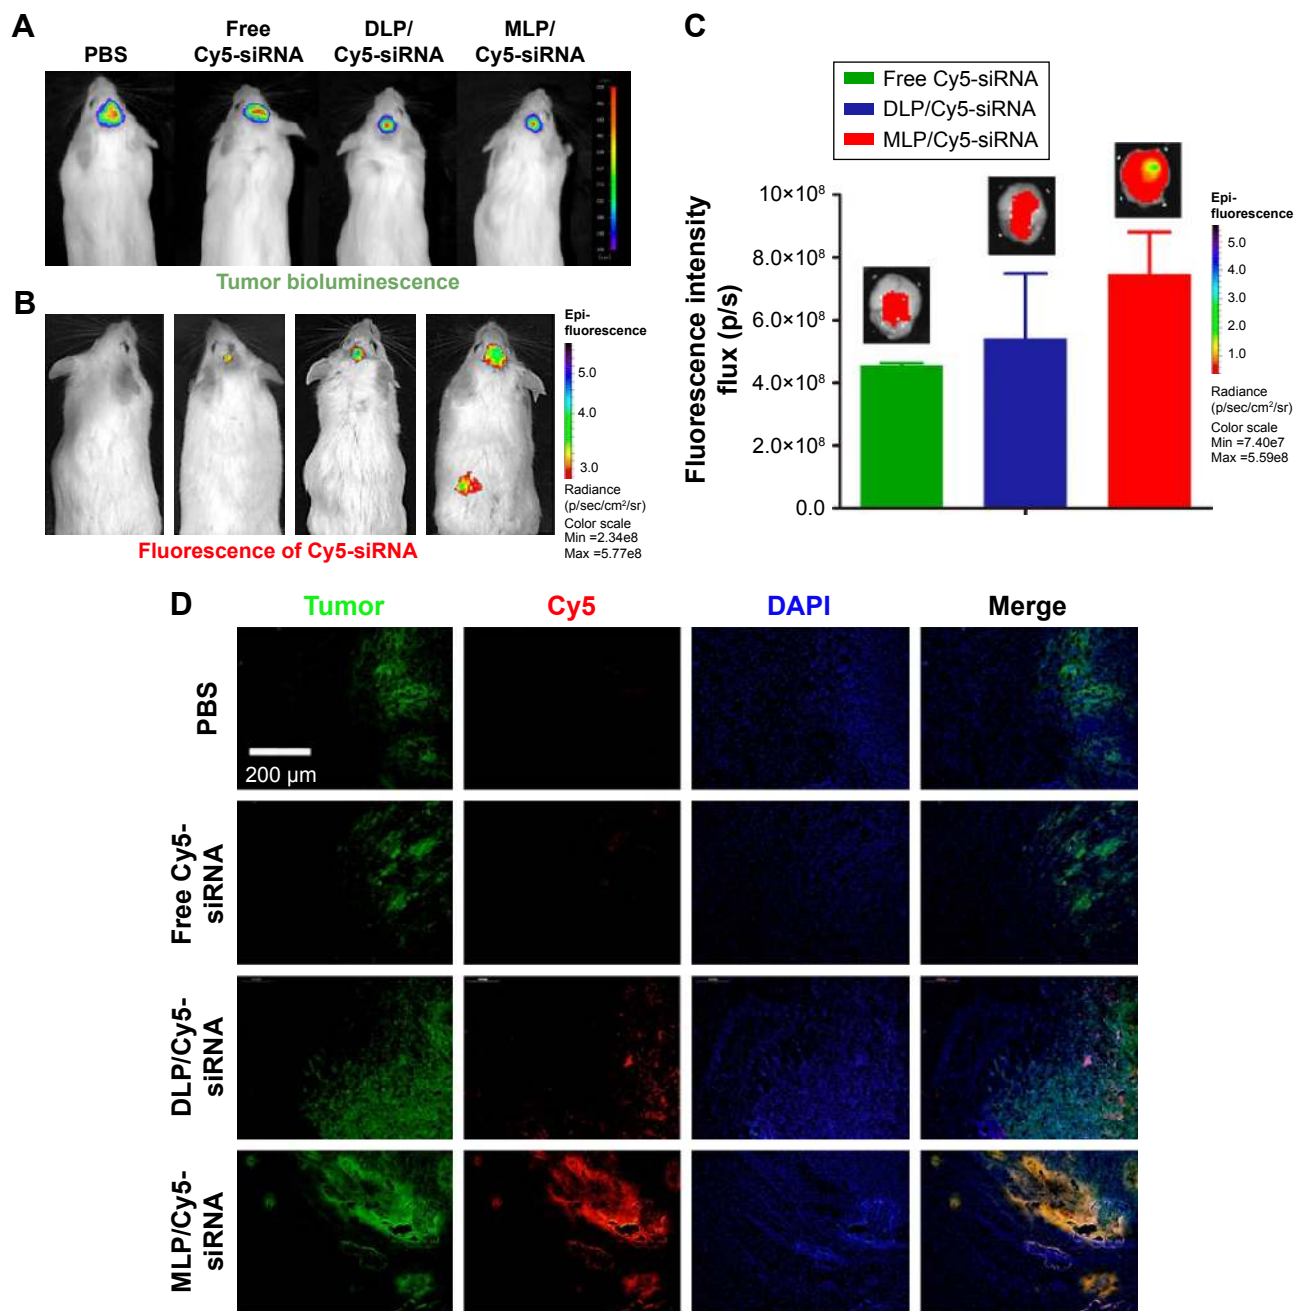 A
PBS
Free
Cy5-siRNA
DLP/
Cy5-siRNA
MLP/
Cy5-siRNA
Tumor bioluminescence
B
Epi-
fluorescence
5.0
4.0
3.0
Radiance
(p/sec/cm²/sr)
Color scale
Min =2.34e8
Max =5.77e8
Fluorescence of Cy5-siRNA
C
Free Cy5-siRNA
DLP/Cy5-siRNA
MLP/Cy5-siRNA
Fluorescence intensity
flux (p/s)
10×10⁸
8.0×10⁸
6.0×10⁸
4.0×10⁸
2.0×10⁸
0.0
Epi-
fluorescence
5.0
4.0
3.0
2.0
1.0
Radiance
(p/sec/cm²/sr)
Color scale
Min =7.40e7
Max =5.59e8
D
Tumor
Cy5
DAPI
Merge
PBS
200 µm
Free Cy5-
siRNA
DLP/Cy5-
siRNA
MLP/Cy5-
siRNA